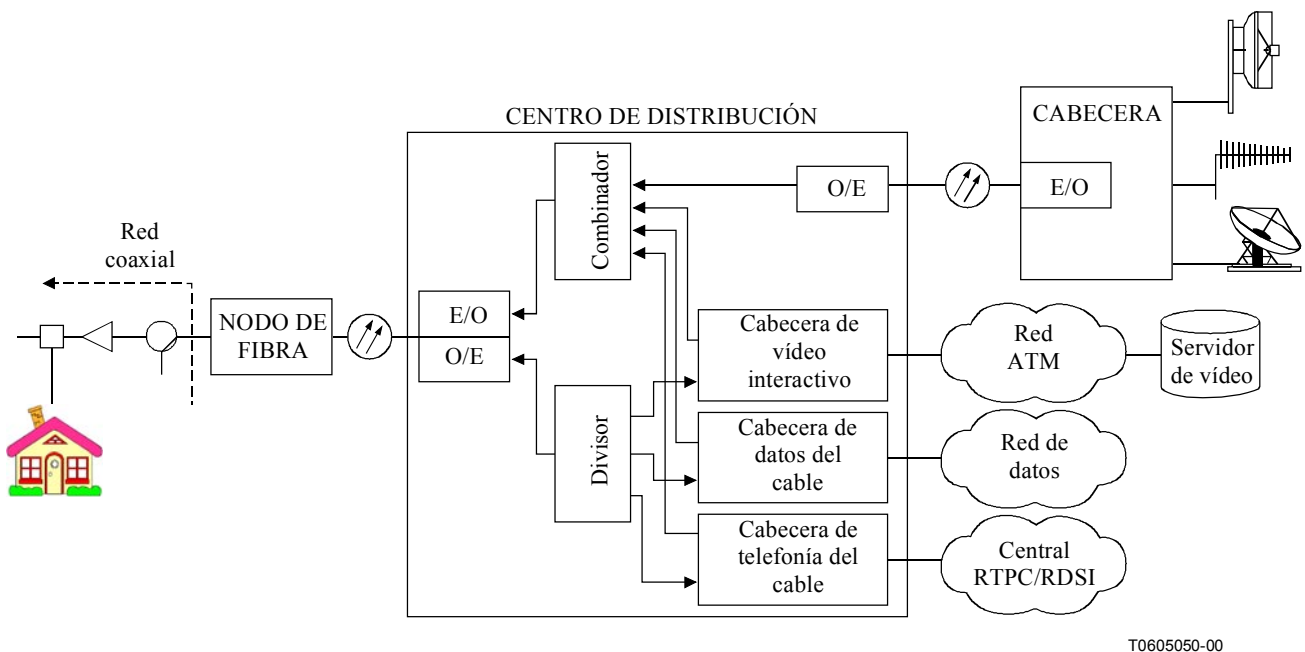 CENTRO DE DISTRIBUCIÓN
CABECERA
E/O
O/E
Combinador
Red
coaxial
NODO DE
FIBRA
E/O
O/E
Divisor
Cabecera de
vídeo
interactivo
Red
ATM
Servidor
de vídeo
Cabecera de
datos del
cable
Red de
datos
Cabecera de
telefonía del
cable
Central
RTPC/RDSI
T0605050-00